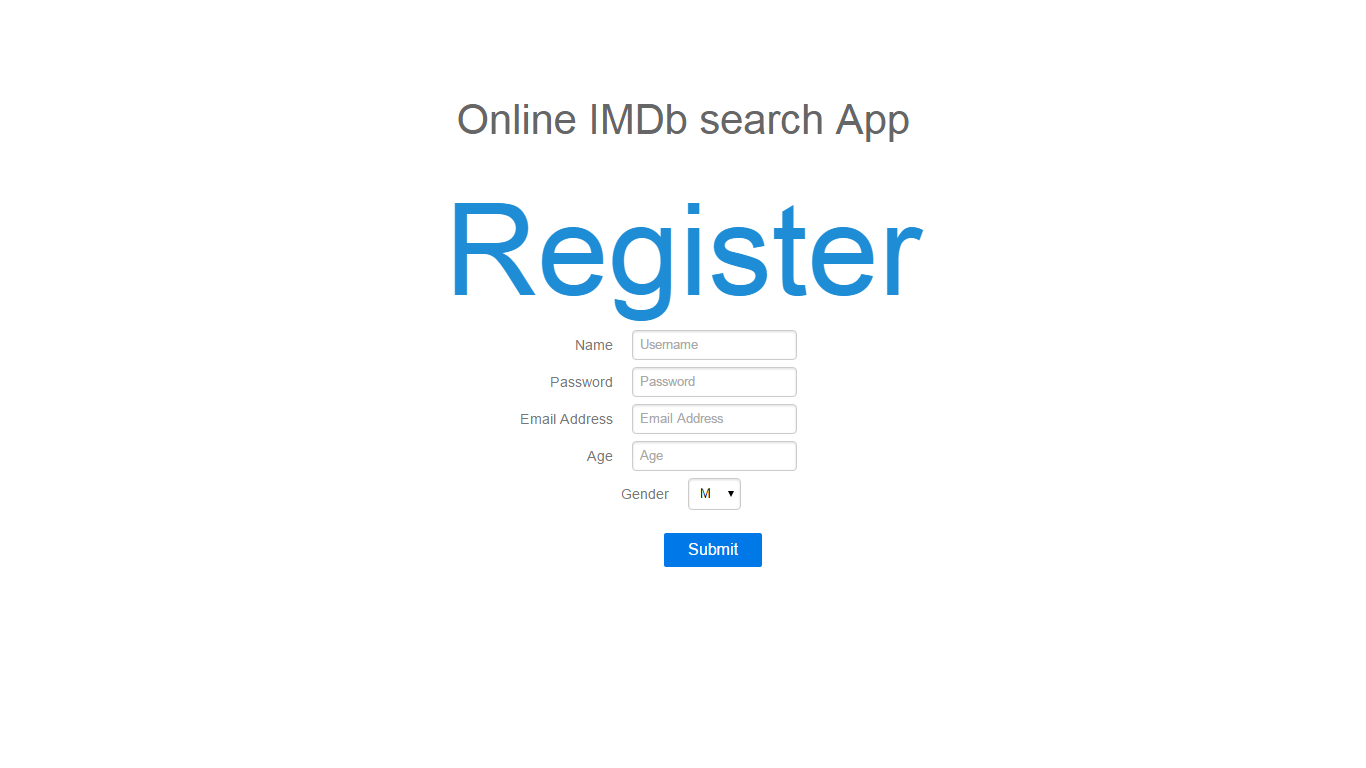 Online IMDb search App
Register
Name Username
Password Password
Email Address Email Address
Age Age
Gender M
Submit